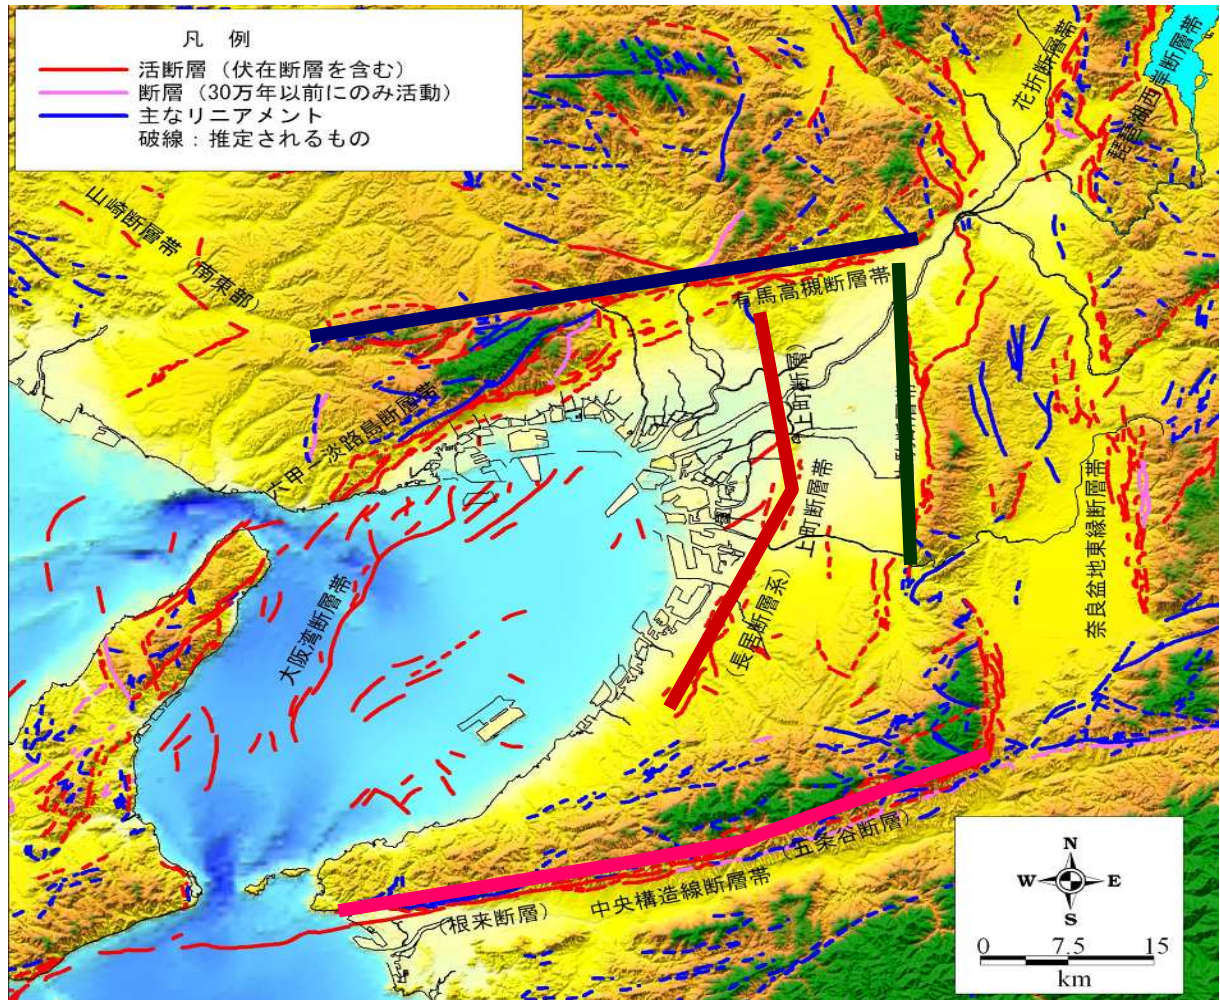 凡 例
活断層（伏在断層を含む）
断層（30万年以前にのみ活動）
主なリニアメント
破線：推定されるもの
花折断層帯
琵琶湖西岸断層帯
山崎断層帯（南東部）
有馬高槻断層帯
六甲－淡路島断層帯
上町断層）
上町断層帯
（長居断層系）
大阪湾断層帯
奈良盆地東縁断層帯
（五条谷断層）
中央構造線断層帯
（根来断層）
N
W E
S
0 7.5 15
km